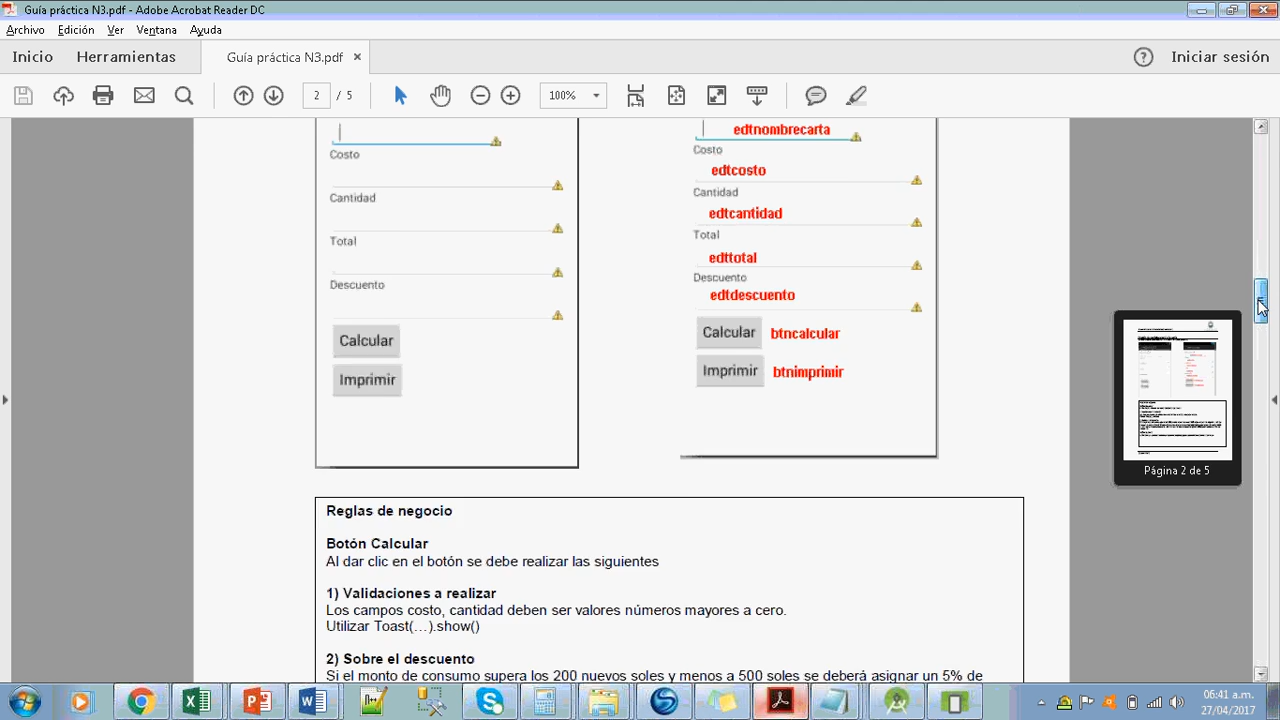 Guía práctica N3.pdf - Adobe Acrobat Reader DC
Archivo Edición Ver Ventana Ayuda
Inicio Herramientas Guía práctica N3.pdf × Iniciar sesión
2 / 5 100%
Costo
Cantidad
Total
Descuento
Calcular
Imprimir
edtnombrecarta
Costo
edtcosto
Cantidad
edtcantidad
Total
edttotal
Descuento
edtdescuento
Calcular btncalcular
Imprimir btnimprimir
Página 2 de 5
Reglas de negocio
Botón Calcular
Al dar clic en el botón se debe realizar las siguientes
1) Validaciones a realizar
Los campos costo, cantidad deben ser valores números mayores a cero.
Utilizar Toast(…).show()
2) Sobre el descuento
Si el monto de consumo supera los 200 nuevos soles y menos a 500 soles se deberá asignar un 5% de
06:41 a.m.
27/04/2017